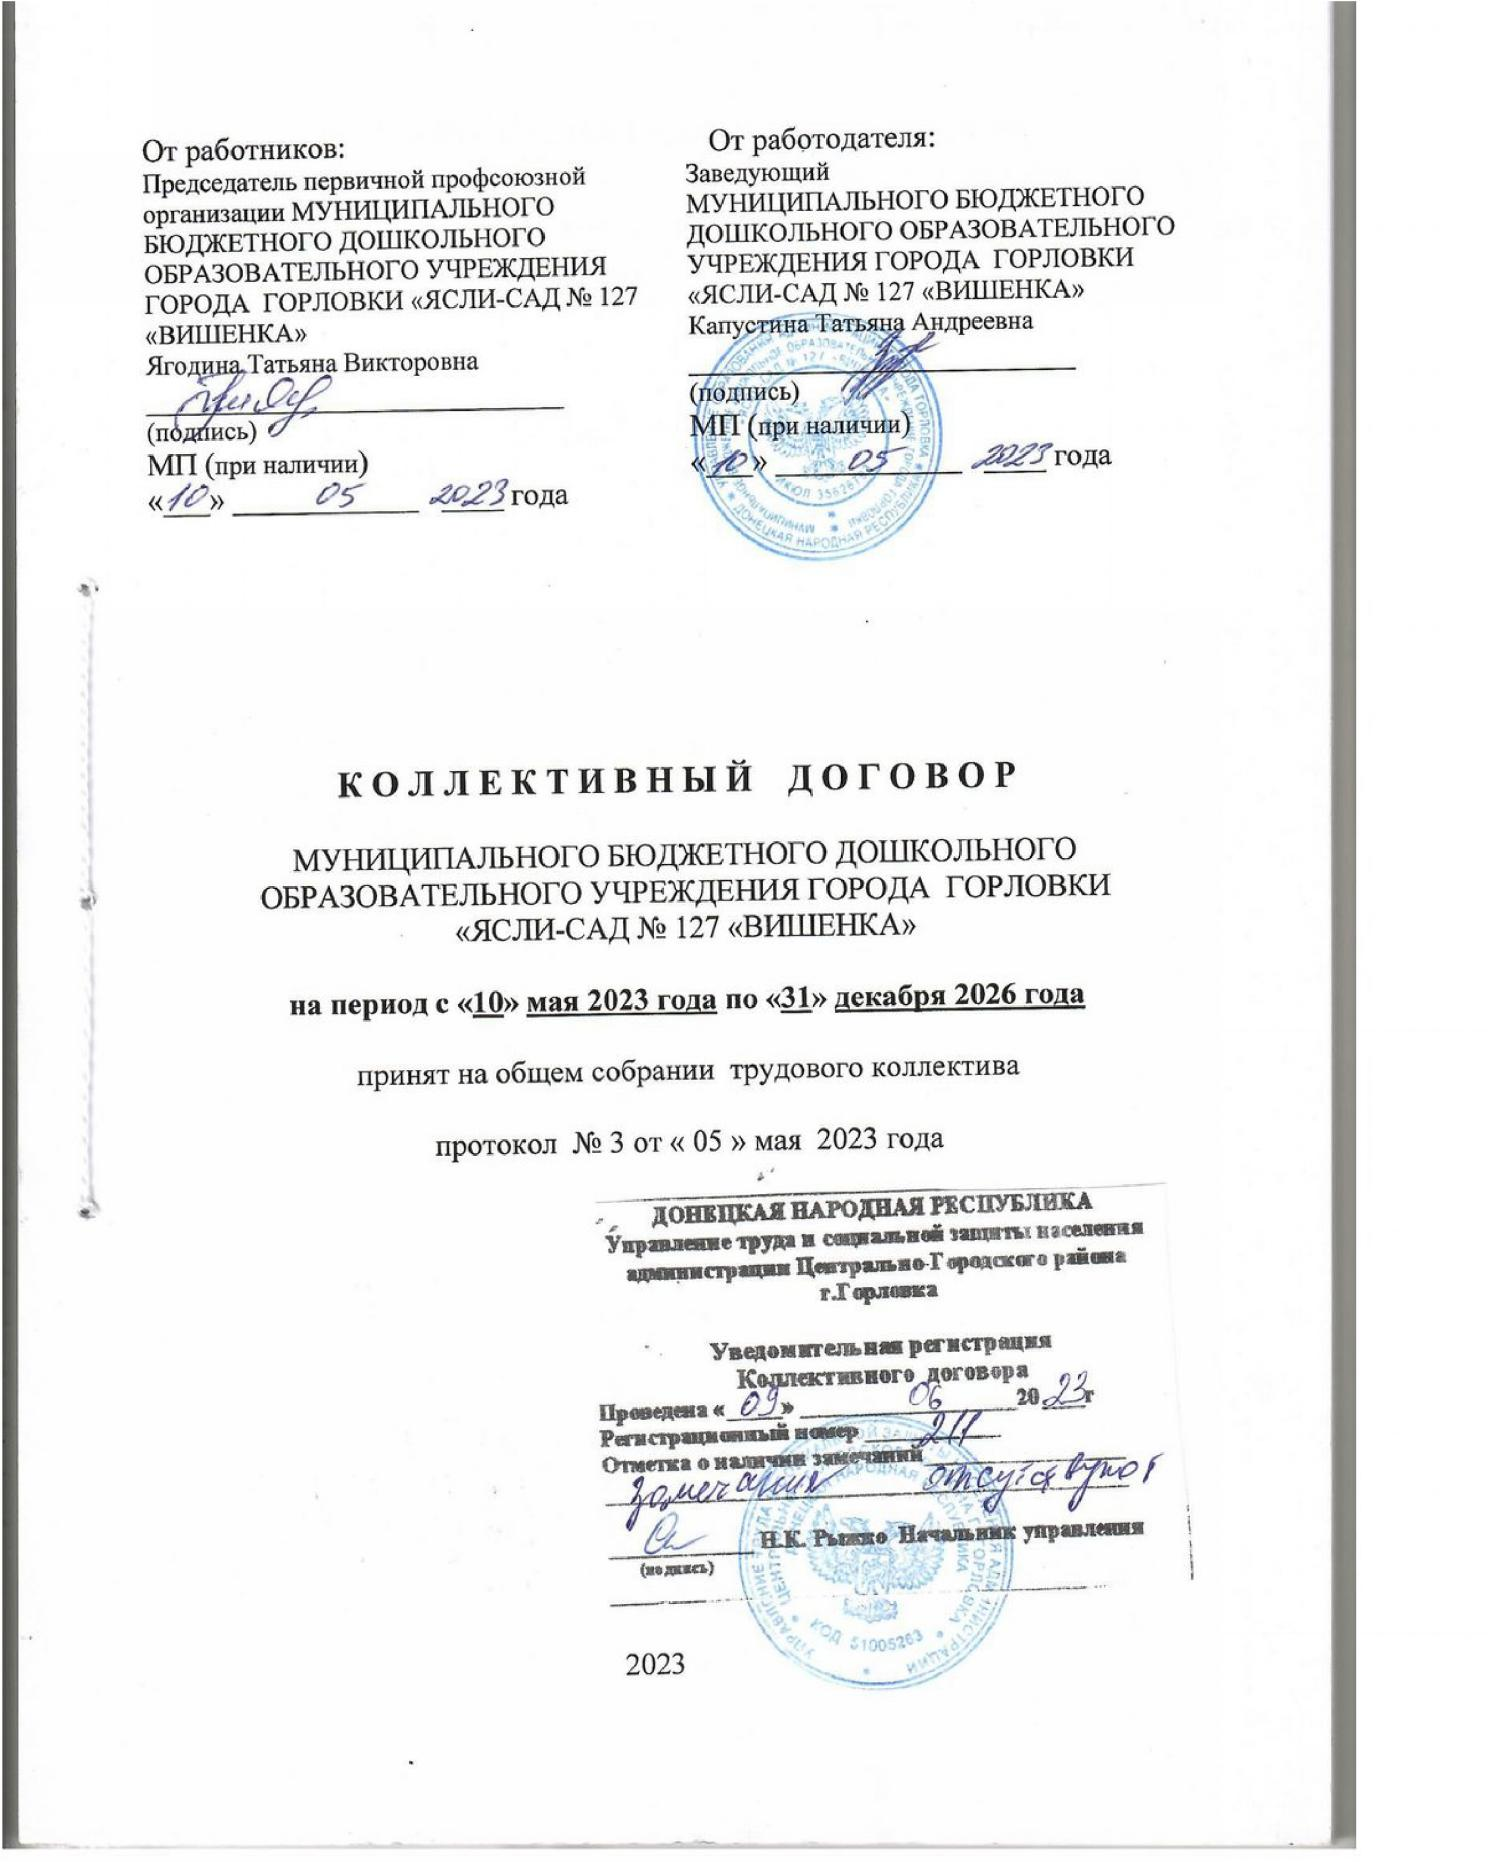 От работников:
Председатель первичной профсоюзной
организации МУНИЦИПАЛЬНОГО
БЮДЖЕТНОГО ДОШКОЛЬНОГО
ОБРАЗОВАТЕЛЬНОГО УЧРЕЖДЕНИЯ
ГОРОДА ГОРЛОВКИ «ЯСЛИ-САД № 127
«ВИШЕНКА»
Ягодина Татьяна Викторовна
(подпись)
МП (при наличии)
«10» 05 2023 года
От работодателя:
Заведующий
МУНИЦИПАЛЬНОГО БЮДЖЕТНОГО
ДОШКОЛЬНОГО ОБРАЗОВАТЕЛЬНОГО
УЧРЕЖДЕНИЯ ГОРОДА ГОРЛОВКИ
«ЯСЛИ-САД № 127 «ВИШЕНКА»
Капустина Татьяна Андреевна
(подпись)
МП (при наличии)
«10» 05 2023 года
ДОНЕЦКАЯ НАРОДНАЯ РЕСПУБЛИКА
КОЛЛЕКТИВНЫЙ ДОГОВОР
МУНИЦИПАЛЬНОГО БЮДЖЕТНОГО ДОШКОЛЬНОГО
ОБРАЗОВАТЕЛЬНОГО УЧРЕЖДЕНИЯ ГОРОДА ГОРЛОВКИ
«ЯСЛИ-САД № 127 «ВИШЕНКА»
на период с «10» мая 2023 года по «31» декабря 2026 года
принят на общем собрании трудового коллектива
протокол № 3 от « 05 » мая 2023 года
ДОНЕЦКАЯ НАРОДНАЯ РЕСПУБЛИКА
Управление труда и социальной защиты населения
администрации Центрально-Городского района
г.Горловка
Уведомительная регистрация
Коллективного договора
Проведена «09» 06 2023г
Регистрационный номер 211
Отметка о наличии замечаний
замечания отсутствуют
Н.К. Рыжко Начальник управления
(подпись)
КОД 51005263
2023